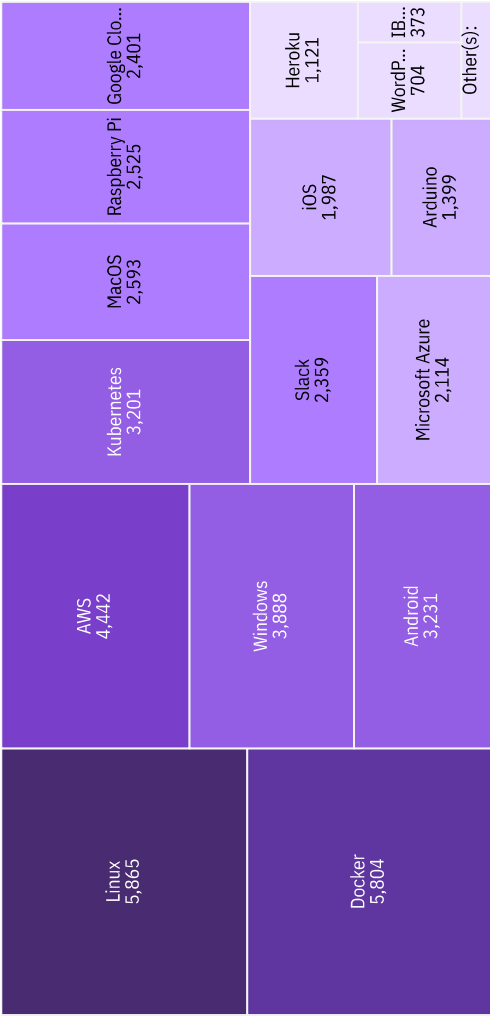 Linux
5,865
Docker
5,804
AWS
4,442
Windows
3,888
Android
3,231
Kubernetes
3,201
MacOS
2,593
Raspberry Pi
2,525
Google Clo...
2,401
Slack
2,359
Microsoft Azure
2,114
iOS
1,987
Arduino
1,399
Heroku
1,121
WordP...
704
IB...
373
Other(s):